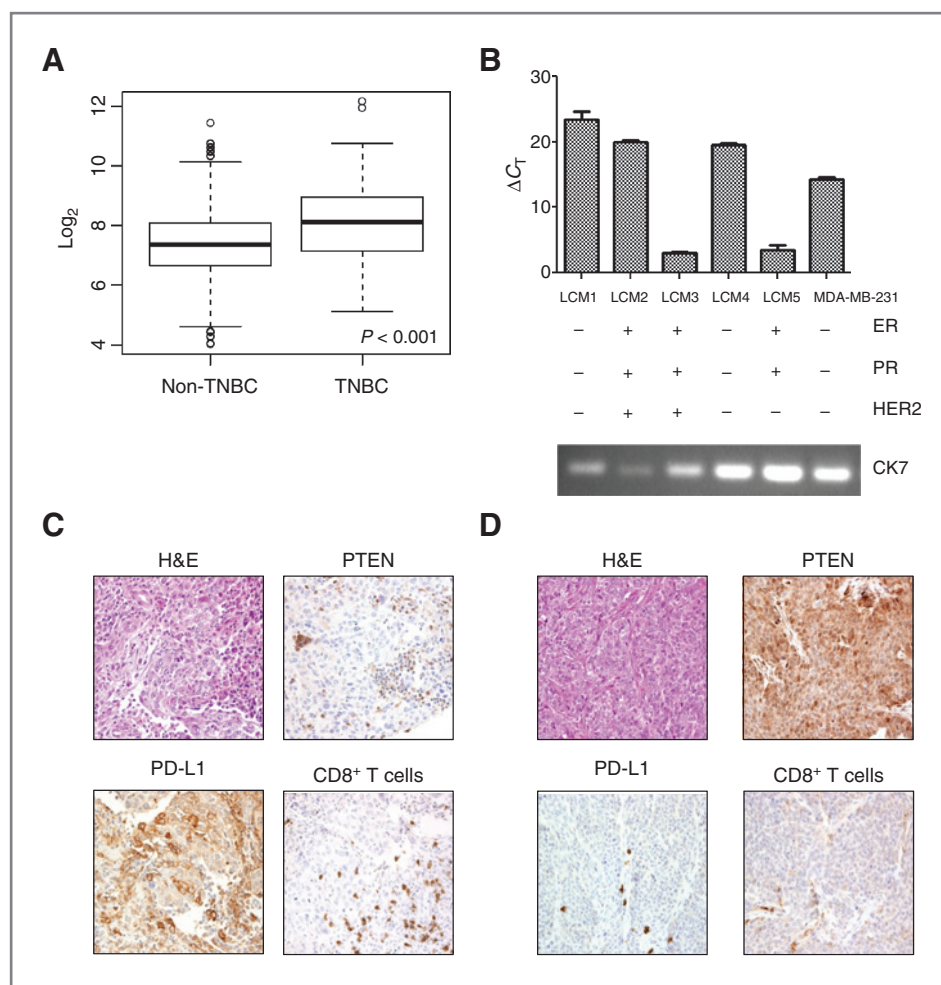 A
Log2
12
10
8
6
4
P < 0.001
Non-TNBC TNBC
B
ΔCT
30
20
10
0
LCM1 LCM2 LCM3 LCM4 LCM5 MDA-MB-231
– + + – + – ER
– + + – + – PR
– + + – – – HER2
CK7
C
H&E PTEN
PD-L1 CD8+ T cells
D
H&E PTEN
PD-L1 CD8+ T cells